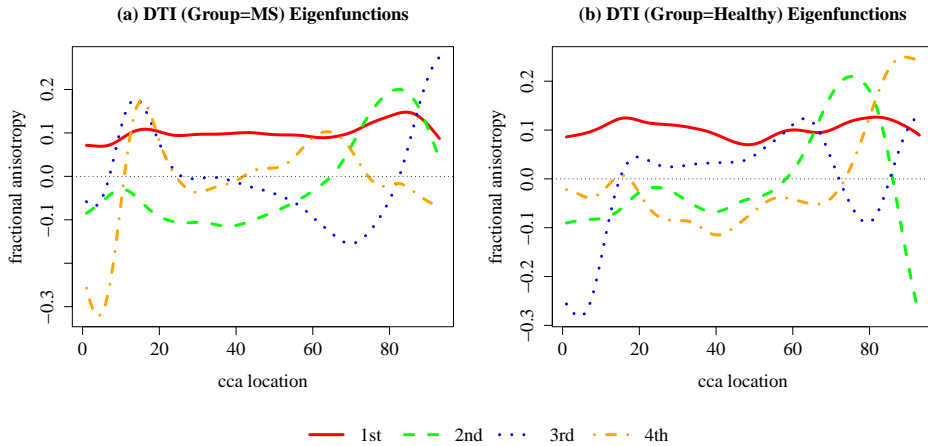 (a) DTI (Group=MS) Eigenfunctions
fractional anisotropy
0.2
0.1
0.0
−0.1
−0.3
0 20 40 60 80
cca location
(b) DTI (Group=Healthy) Eigenfunctions
fractional anisotropy
0.2
0.1
0.0
−0.1
−0.2
−0.3
0 20 40 60 80
cca location
1st 2nd 3rd 4th